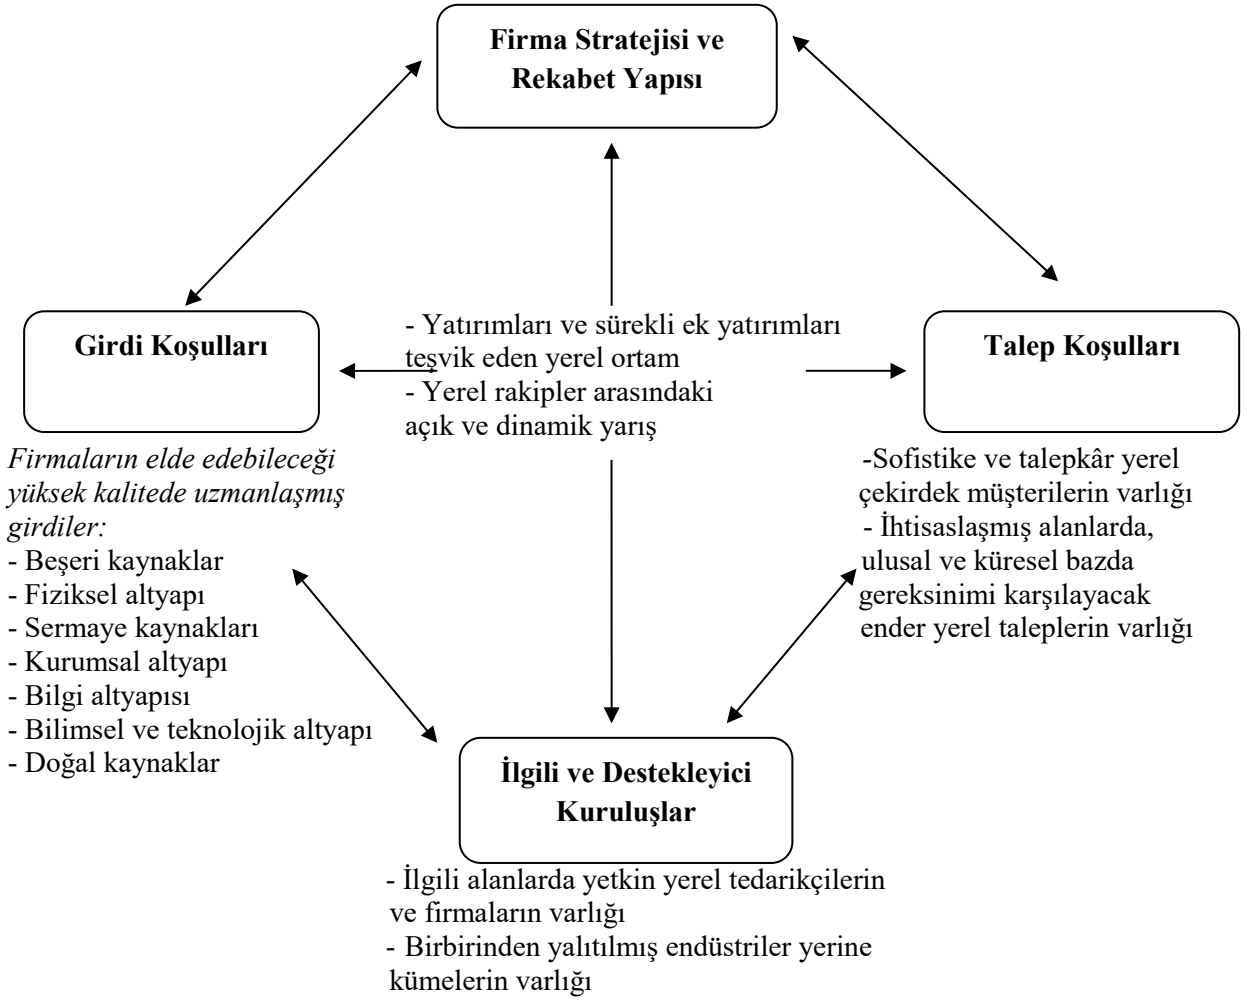 Firma Stratejisi ve
Rekabet Yapısı
Girdi Koşulları
- Yatırımları ve sürekli ek yatırımları
teşvik eden yerel ortam
- Yerel rakipler arasındaki
açık ve dinamik yarış
Talep Koşulları
Firmaların elde edebileceği
yüksek kalitede uzmanlaşmış
girdiler:
- Beşeri kaynaklar
- Fiziksel altyapı
- Sermaye kaynakları
- Kurumsal altyapı
- Bilgi altyapısı
- Bilimsel ve teknolojik altyapı
- Doğal kaynaklar
-Sofistike ve talepkâr yerel
çekirdek müşterilerin varlığı
- İhtisaslaşmış alanlarda,
ulusal ve küresel bazda
gereksinimi karşılayacak
ender yerel taleplerin varlığı
İlgili ve Destekleyici
Kuruluşlar
- İlgili alanlarda yetkin yerel tedarikçilerin
ve firmaların varlığı
- Birbirinden yalıtılmış endüstriler yerine
kümelerin varlığı